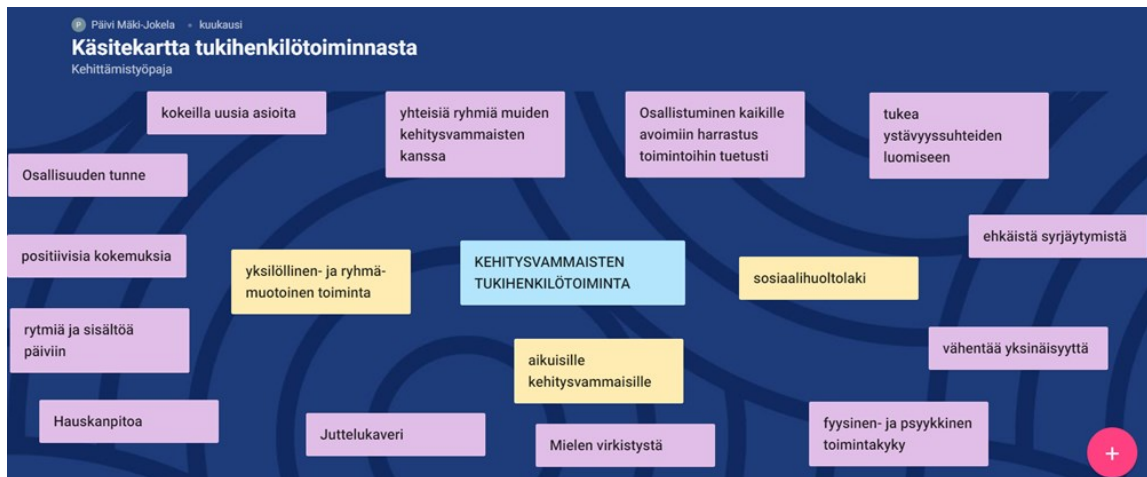 P Päivi Mäki-Jokela • kuukausi
Käsitekartta tukihenkilötoiminnasta
Kehittämistyöpaja
kokeilla uusia asioita
yhteisiä ryhmiä muiden
kehitysvammaisten
kanssa
Osallistuminen kaikille
avoimiin harrastus
toimintoihin tuetusti
tukea
ystävyyssuhteiden
luomiseen
Osallisuuden tunne
positiivisia kokemuksia
yksilöllinen- ja ryhmä-
muotoinen toiminta
KEHITYSVAMMAISTEN
TUKIHENKILÖTOIMINTA
sosiaalihuoltolaki
ehkäistä syrjäytymistä
rytmiä ja sisältöä
päiviin
aikuisille
kehitysvammaisille
vähentää yksinäisyyttä
Hauskanpitoa
Juttelukaveri
Mielen virkistystä
fyysinen- ja psyykkinen
toimintakyky
+